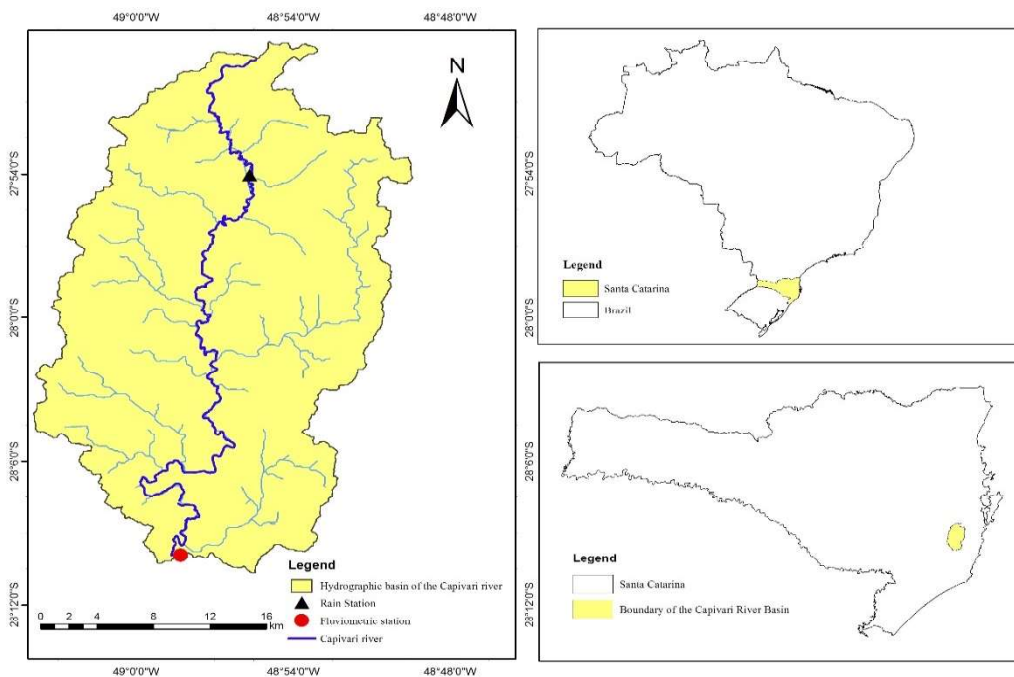 49°0'0"W 48°54'0"W 48°48'0"W
N
27°54'0"S
28°0'0"S
28°6'0"S
28°12'0"S
Legend
Hydrographic basin of the Capivari river
Rain Station
Fluviometric station
Capivari river
0 2 4 8 12 16
km
49°0'0"W 48°54'0"W 48°48'0"W
27°54'0"S
28°0'0"S
Legend
Santa Catarina
Brazil
28°6'0"S
28°12'0"S
Legend
Santa Catarina
Boundary of the Capivari River Basin